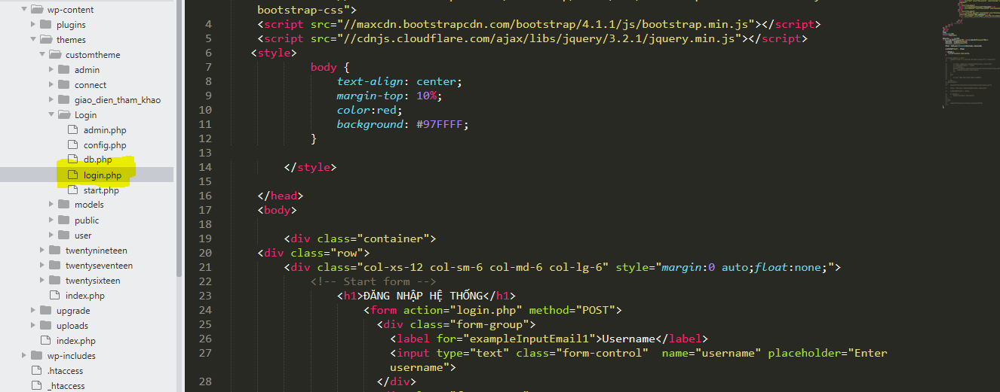 wp-content
plugins
themes
customtheme
admin
connect
giao_dien_tham_khao
Login
admin.php
config.php
db.php
login.php
start.php
models
public
user
twentynineteen
twentyseventeen
twentysixteen
index.php
upgrade
uploads
index.php
wp-includes
.htaccess
_htaccess
bootstrap-css">
4 <script src="//maxcdn.bootstrapcdn.com/bootstrap/4.1.1/js/bootstrap.min.js"></script>
5 <script src="//cdnjs.cloudflare.com/ajax/libs/jquery/3.2.1/jquery.min.js"></script>
6 <style>
7 body {
8 text-align: center;
9 margin-top: 10%;
10 color:red;
11 background: #97FFFF;
12 }
13
14 </style>
15
16 </head>
17 <body>
18
19 <div class="container">
20 <div class="row">
21 <div class="col-xs-12 col-sm-6 col-md-6 col-lg-6" style="margin:0 auto;float:none;">
22 <!-- Start form -->
23 <h1>ĐĂNG NHẬP HỆ THỐNG</h1>
24 <form action="login.php" method="POST">
25 <div class="form-group">
26 <label for="exampleInputEmail1">Username</label>
27 <input type="text" class="form-control"  name="username" placeholder="Enter
username">
28 </div>